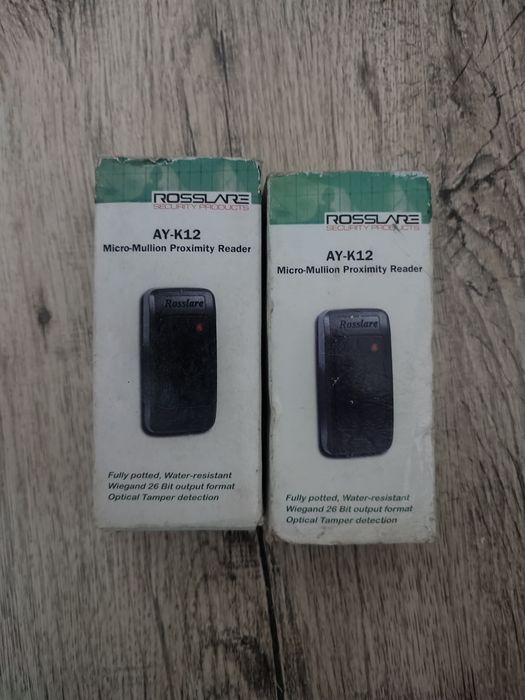 ROSSLARE
SECURITY PRODUCTS
AY-K12
Micro-Mullion Proximity Reader
Rosslare
Fully potted, Water-resistant
Wiegand 26 Bit output format
Optical Tamper detection
ROSSLARE
SECURITY PRODUCTS
AY-K12
Micro-Mullion Proximity Reader
Rosslare
Fully potted, Water-resistant
Wiegand 26 Bit output format
Optical Tamper detection